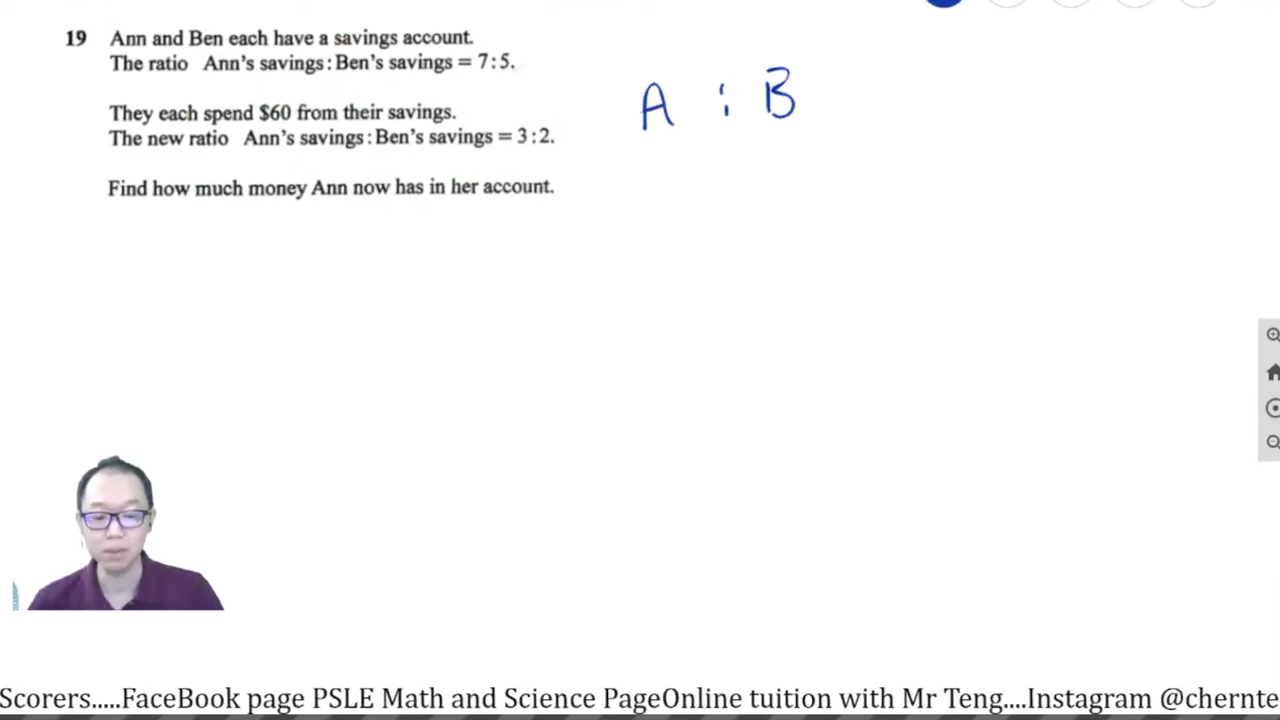 19 Ann and Ben each have a savings account.
The ratio Ann's savings : Ben's savings = 7 : 5.
They each spend $60 from their savings.
The new ratio Ann's savings : Ben's savings = 3 : 2.
Find how much money Ann now has in her account.
A : B
Scorers.....FaceBook page PSLE Math and Science PageOnline tuition with Mr Teng....Instagram @chernte